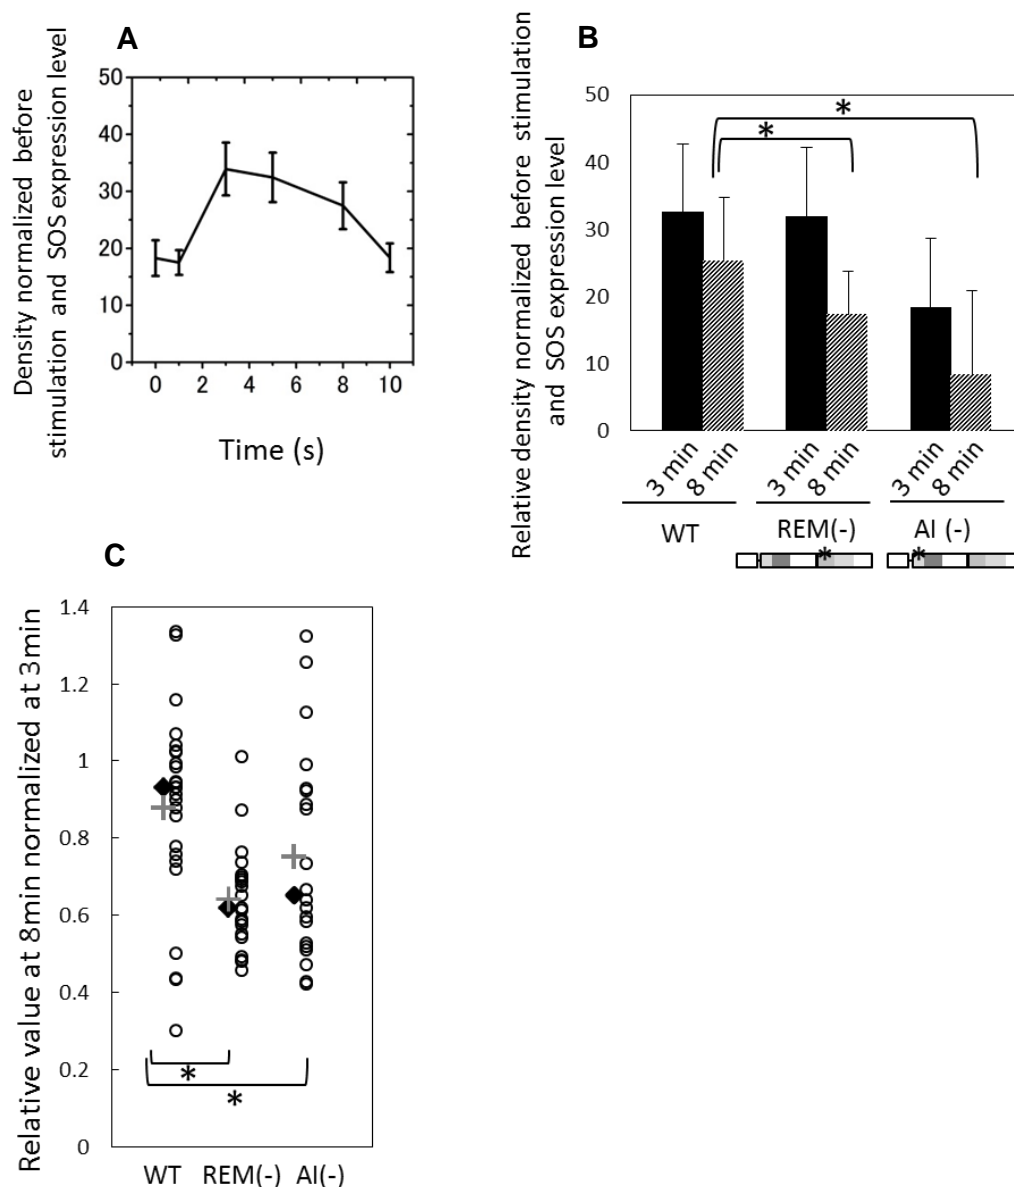 A
Density normalized before
stimulation and SOS expression level
50
40
30
20
10
0
0 2 4 6 8 10
Time (s)
B
Relative density normalized before stimulation
and SOS expression level
50
40
30
20
10
0
*
*
3 min 8 min 3 min 8 min 3 min 8 min
WT REM(-) AI (-)
* *
C
Relative value at 8min normalized at 3min
1.4
1.2
1
0.8
0.6
0.4
0.2
0
*
*
WT REM(-) AI(-)